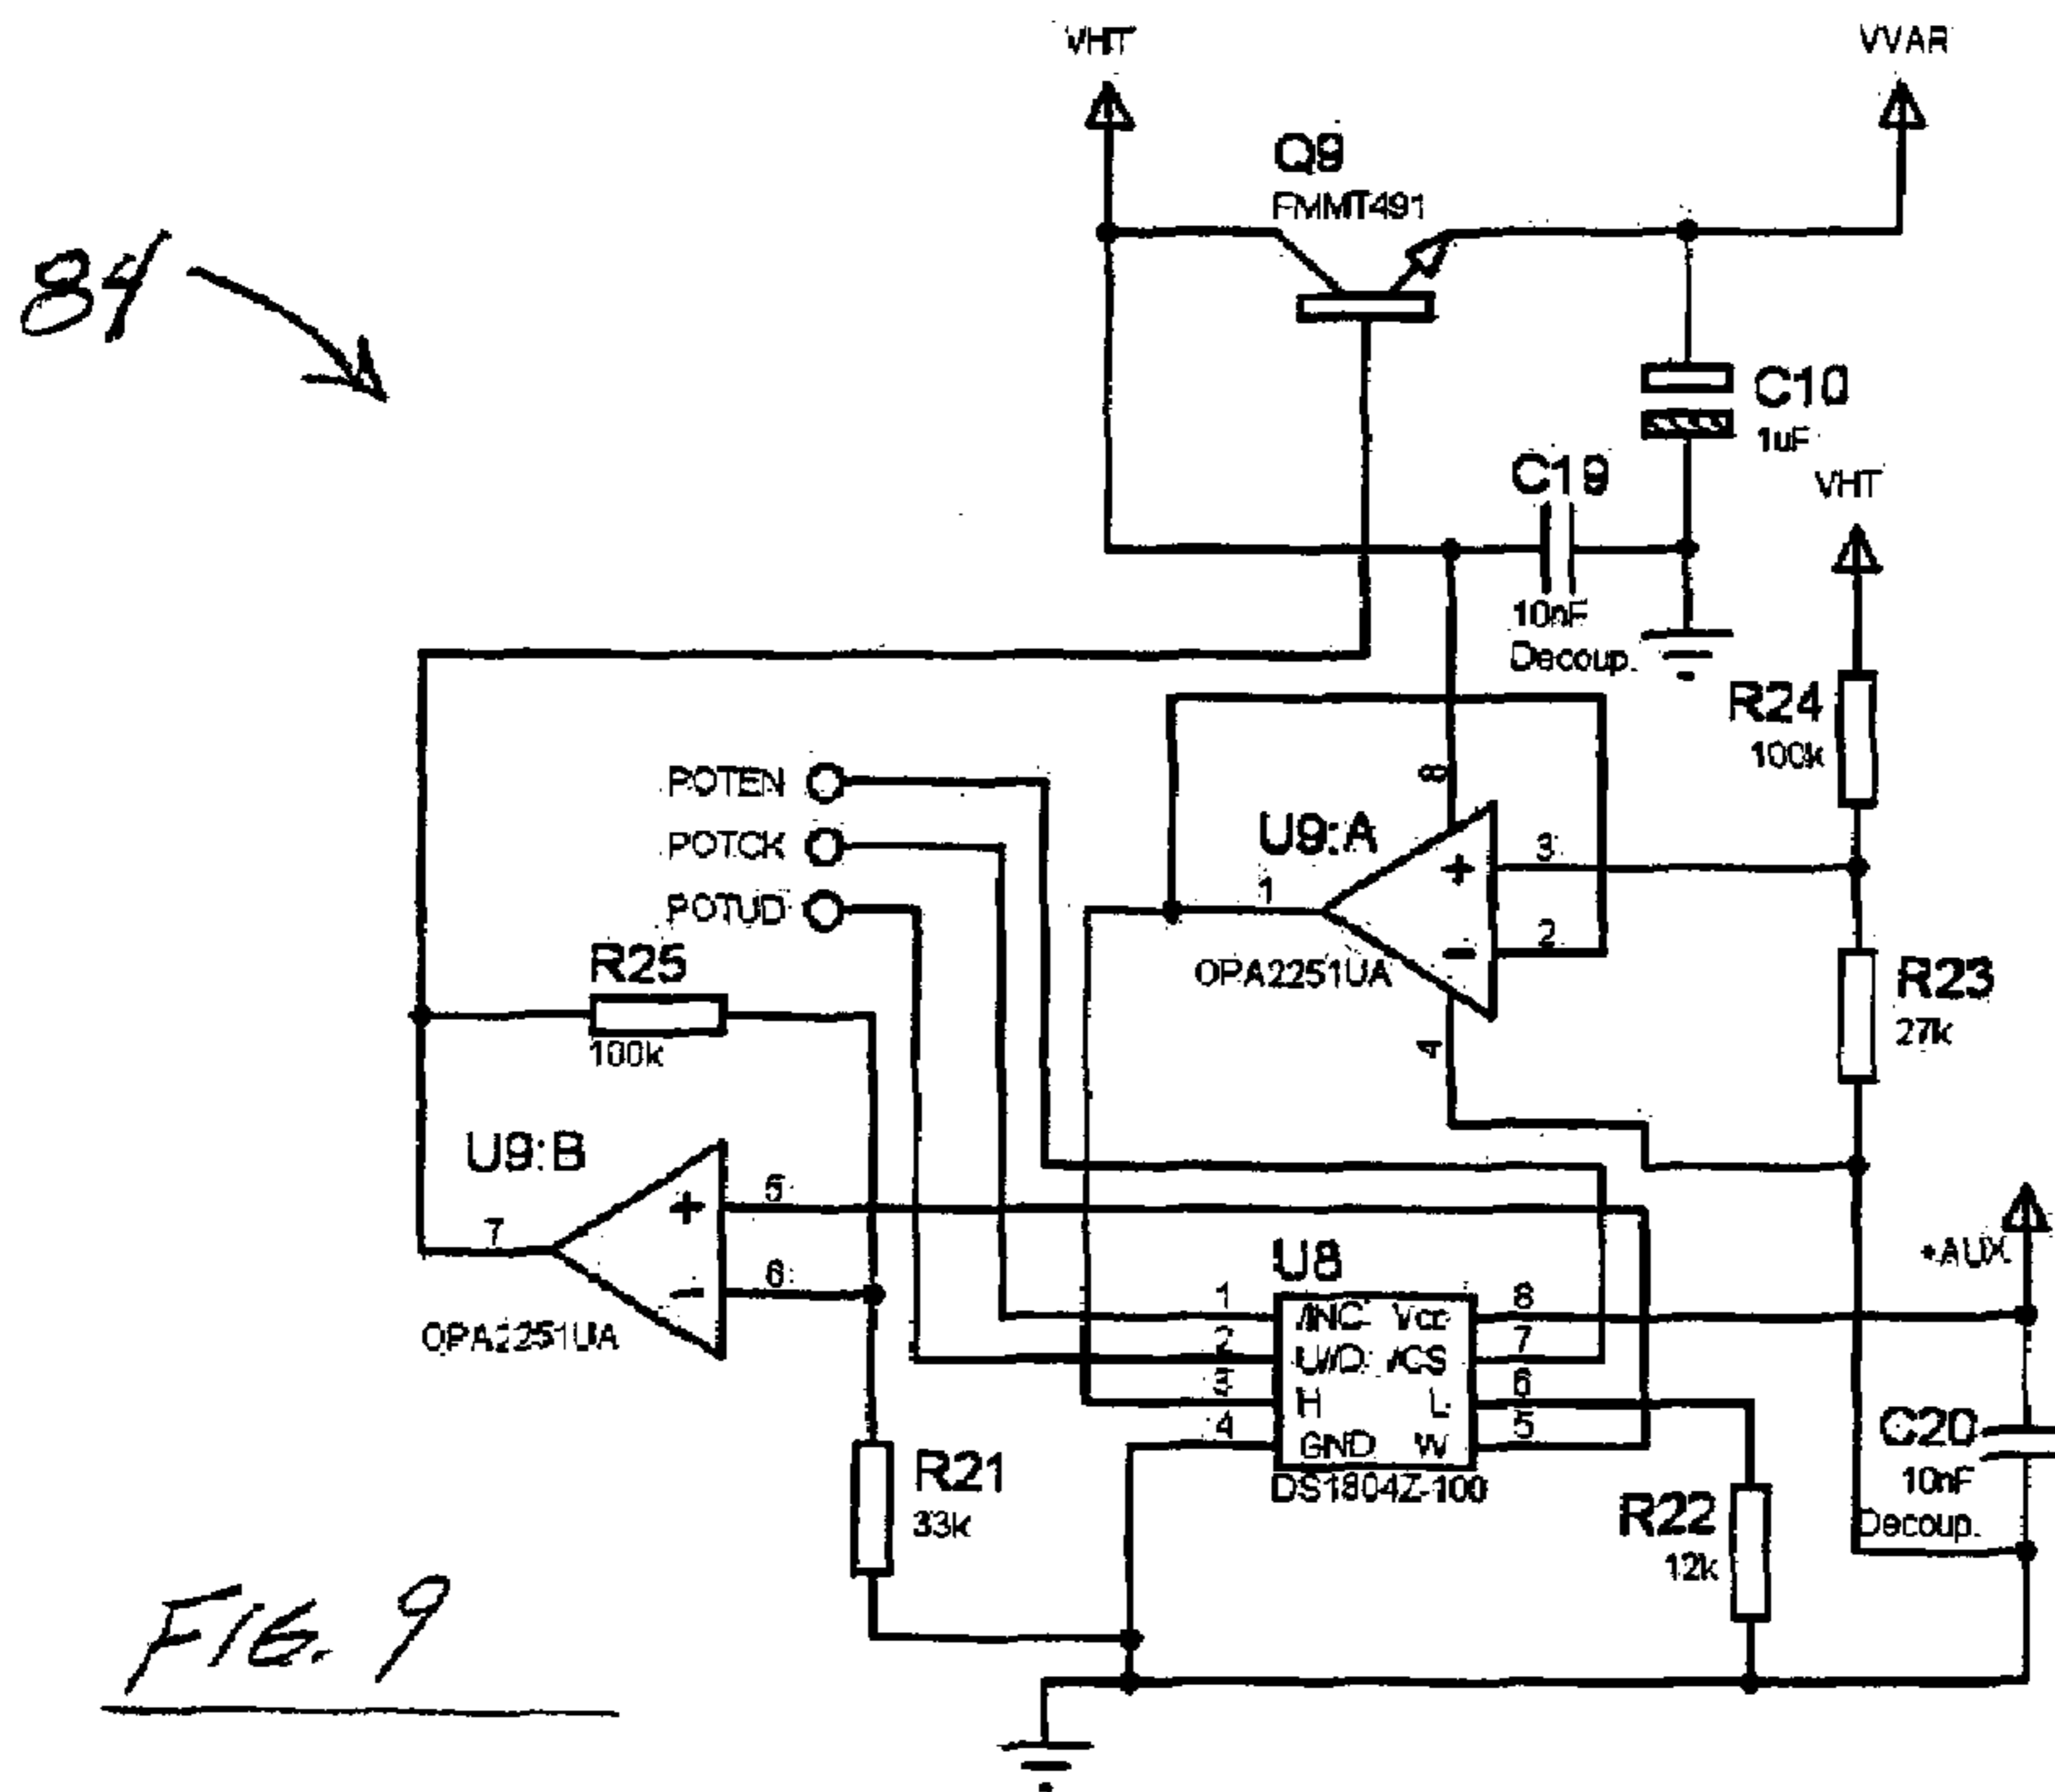 VHT
VVAR
Q9
FMMT491
84
C10
1uF
C19
10nF
Decoup.
VHT
R24
100k
POTEN
POTCK
POTUD
8
U9:A
+
3
1
-
2
OPA2251UA
4
R25
100k
R23
27k
U9:B
+
5
7
-
6
OPA2251UA
+AUX
U8
1 /INC Vcc 8
2 U//D /CS 7
3 H L 6
4 GND W 5
DS1804Z-100
R21
33k
R22
12k
C20
10nF
Decoup.
FIG. 9